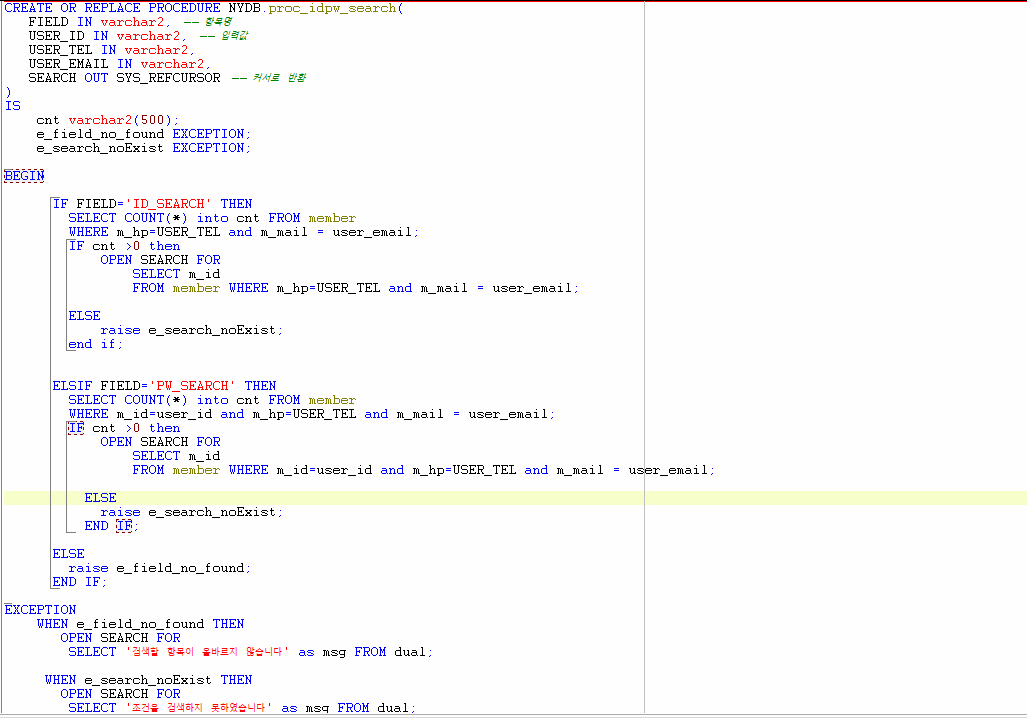 CREATE OR REPLACE PROCEDURE NYDB.proc_idpw_search(
FIELD IN varchar2, -- 항목명
USER_ID IN varchar2, -- 입력값
USER_TEL IN varchar2,
USER_EMAIL IN varchar2,
SEARCH OUT SYS_REFCURSOR -- 커서로 반환
)
IS
cnt varchar2(500);
e_field_no_found EXCEPTION;
e_search_noExist EXCEPTION;
BEGIN
IF FIELD='ID_SEARCH' THEN
SELECT COUNT(*) into cnt FROM member
WHERE m_hp=USER_TEL and m_mail = user_email;
IF cnt >0 then
OPEN SEARCH FOR
SELECT m_id
FROM member WHERE m_hp=USER_TEL and m_mail = user_email;
ELSE
raise e_search_noExist;
end if;
ELSIF FIELD='PW_SEARCH' THEN
SELECT COUNT(*) into cnt FROM member
WHERE m_id=user_id and m_hp=USER_TEL and m_mail = user_email;
IF cnt >0 then
OPEN SEARCH FOR
SELECT m_id
FROM member WHERE m_id=user_id and m_hp=USER_TEL and m_mail = user_email;
ELSE
raise e_search_noExist;
END IF;
ELSE
raise e_field_no_found;
END IF;
EXCEPTION
WHEN e_field_no_found THEN
OPEN SEARCH FOR
SELECT '검색할 항목이 올바르지 않습니다' as msg FROM dual;
WHEN e_search_noExist THEN
OPEN SEARCH FOR
SELECT '조건을 검색하지 못하였습니다' as msg FROM dual;